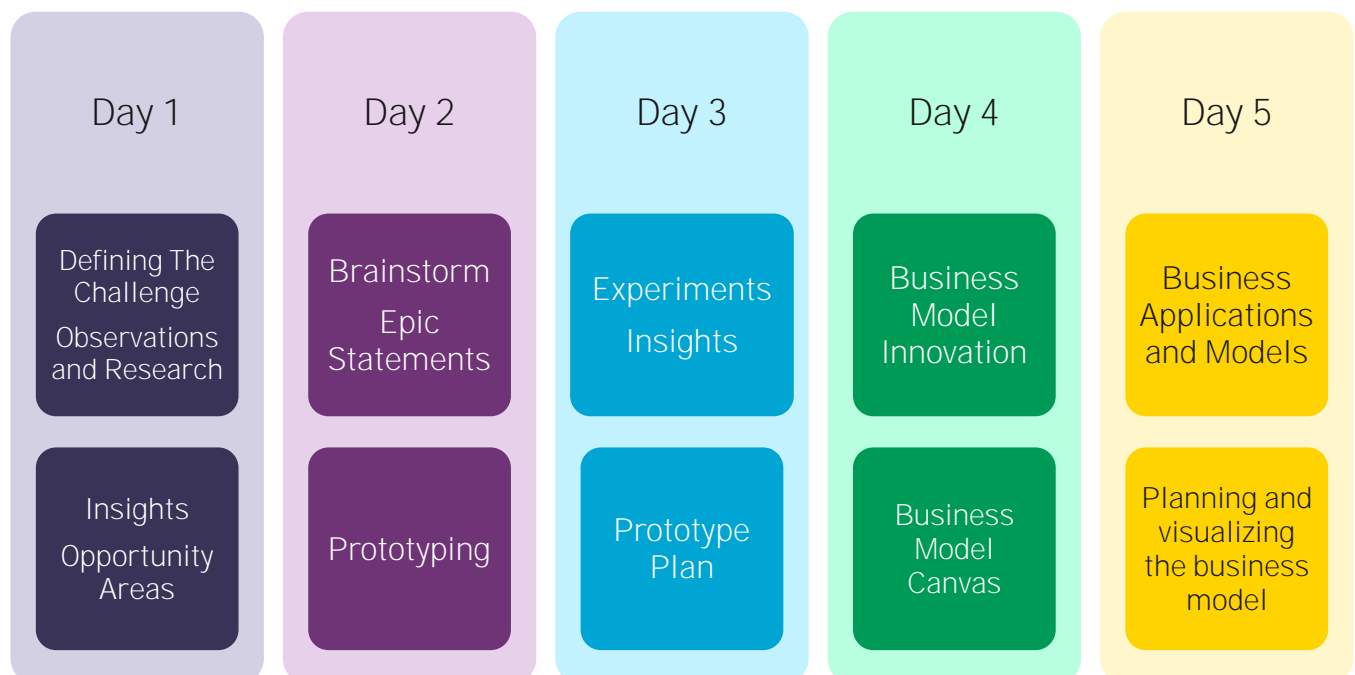 Day 1
Defining The
Challenge
Observations
and Research
Insights
Opportunity
Areas
Day 2
Brainstorm
Epic
Statements
Prototyping
Day 3
Experiments
Insights
Prototype
Plan
Day 4
Business
Model
Innovation
Business
Model
Canvas
Day 5
Business
Applications
and Models
Planning and
visualizing
the business
model